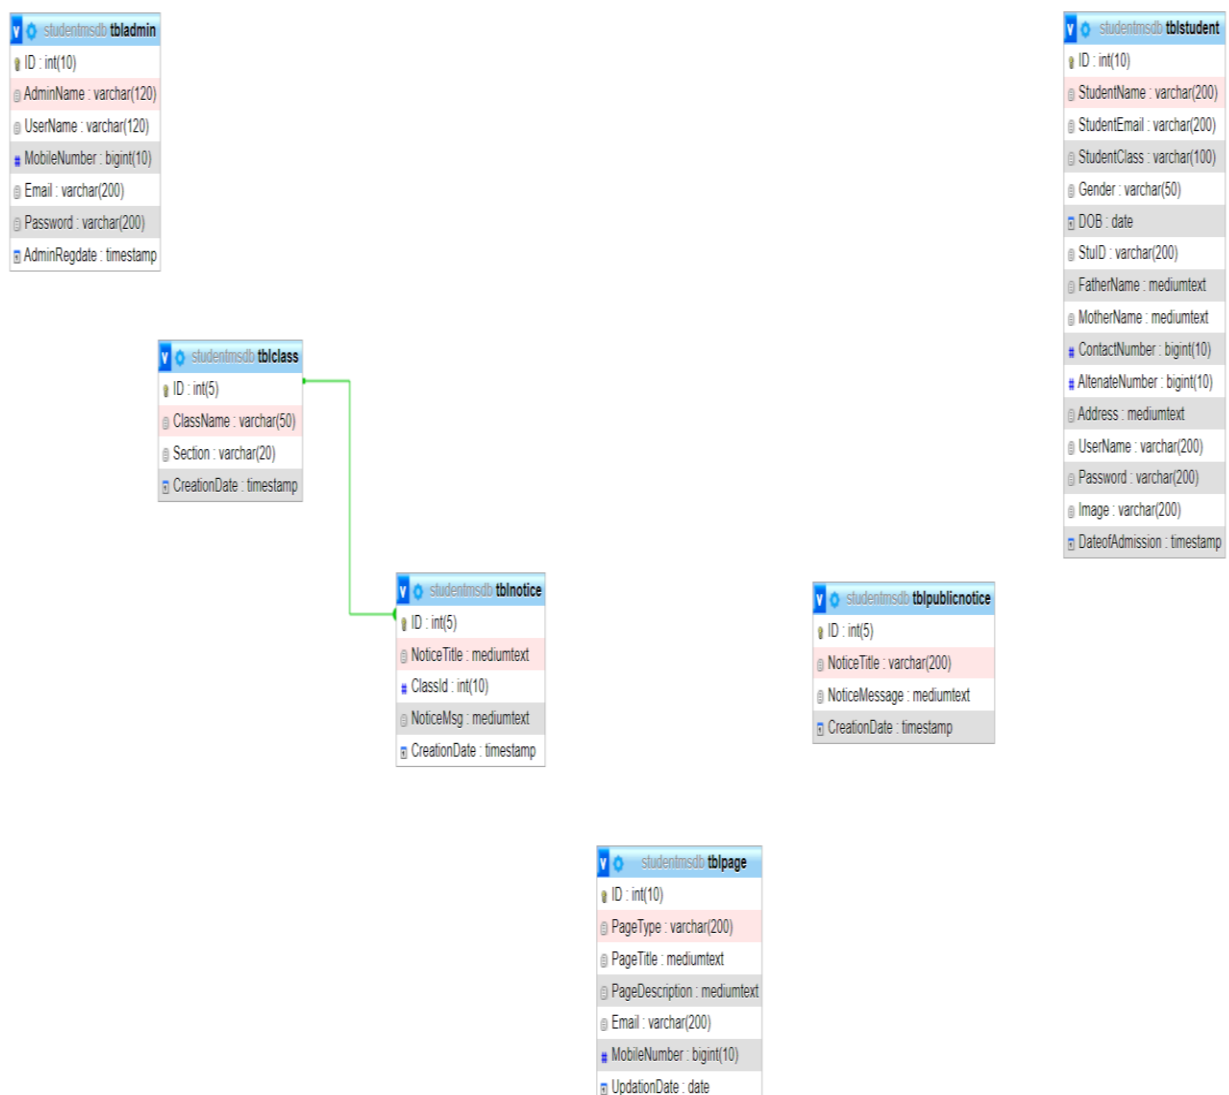 studentmsdb tbladmin
ID : int(10)
AdminName : varchar(120)
UserName : varchar(120)
MobileNumber : bigint(10)
Email : varchar(200)
Password : varchar(200)
AdminRegdate : timestamp
studentmsdb tblstudent
ID : int(10)
StudentName : varchar(200)
StudentEmail : varchar(200)
StudentClass : varchar(100)
Gender : varchar(50)
DOB : date
StuID : varchar(200)
FatherName : mediumtext
MotherName : mediumtext
ContactNumber : bigint(10)
AltenateNumber : bigint(10)
Address : mediumtext
UserName : varchar(200)
Password : varchar(200)
Image : varchar(200)
DateofAdmission : timestamp
studentmsdb tblclass
ID : int(5)
ClassName : varchar(50)
Section : varchar(20)
CreationDate : timestamp
studentmsdb tblnotice
ID : int(5)
NoticeTitle : mediumtext
ClassId : int(10)
NoticeMsg : mediumtext
CreationDate : timestamp
studentmsdb tblpublicnotice
ID : int(5)
NoticeTitle : varchar(200)
NoticeMessage : mediumtext
CreationDate : timestamp
studentmsdb tblpage
ID : int(10)
PageType : varchar(200)
PageTitle : mediumtext
PageDescription : mediumtext
Email : varchar(200)
MobileNumber : bigint(10)
UpdationDate : date